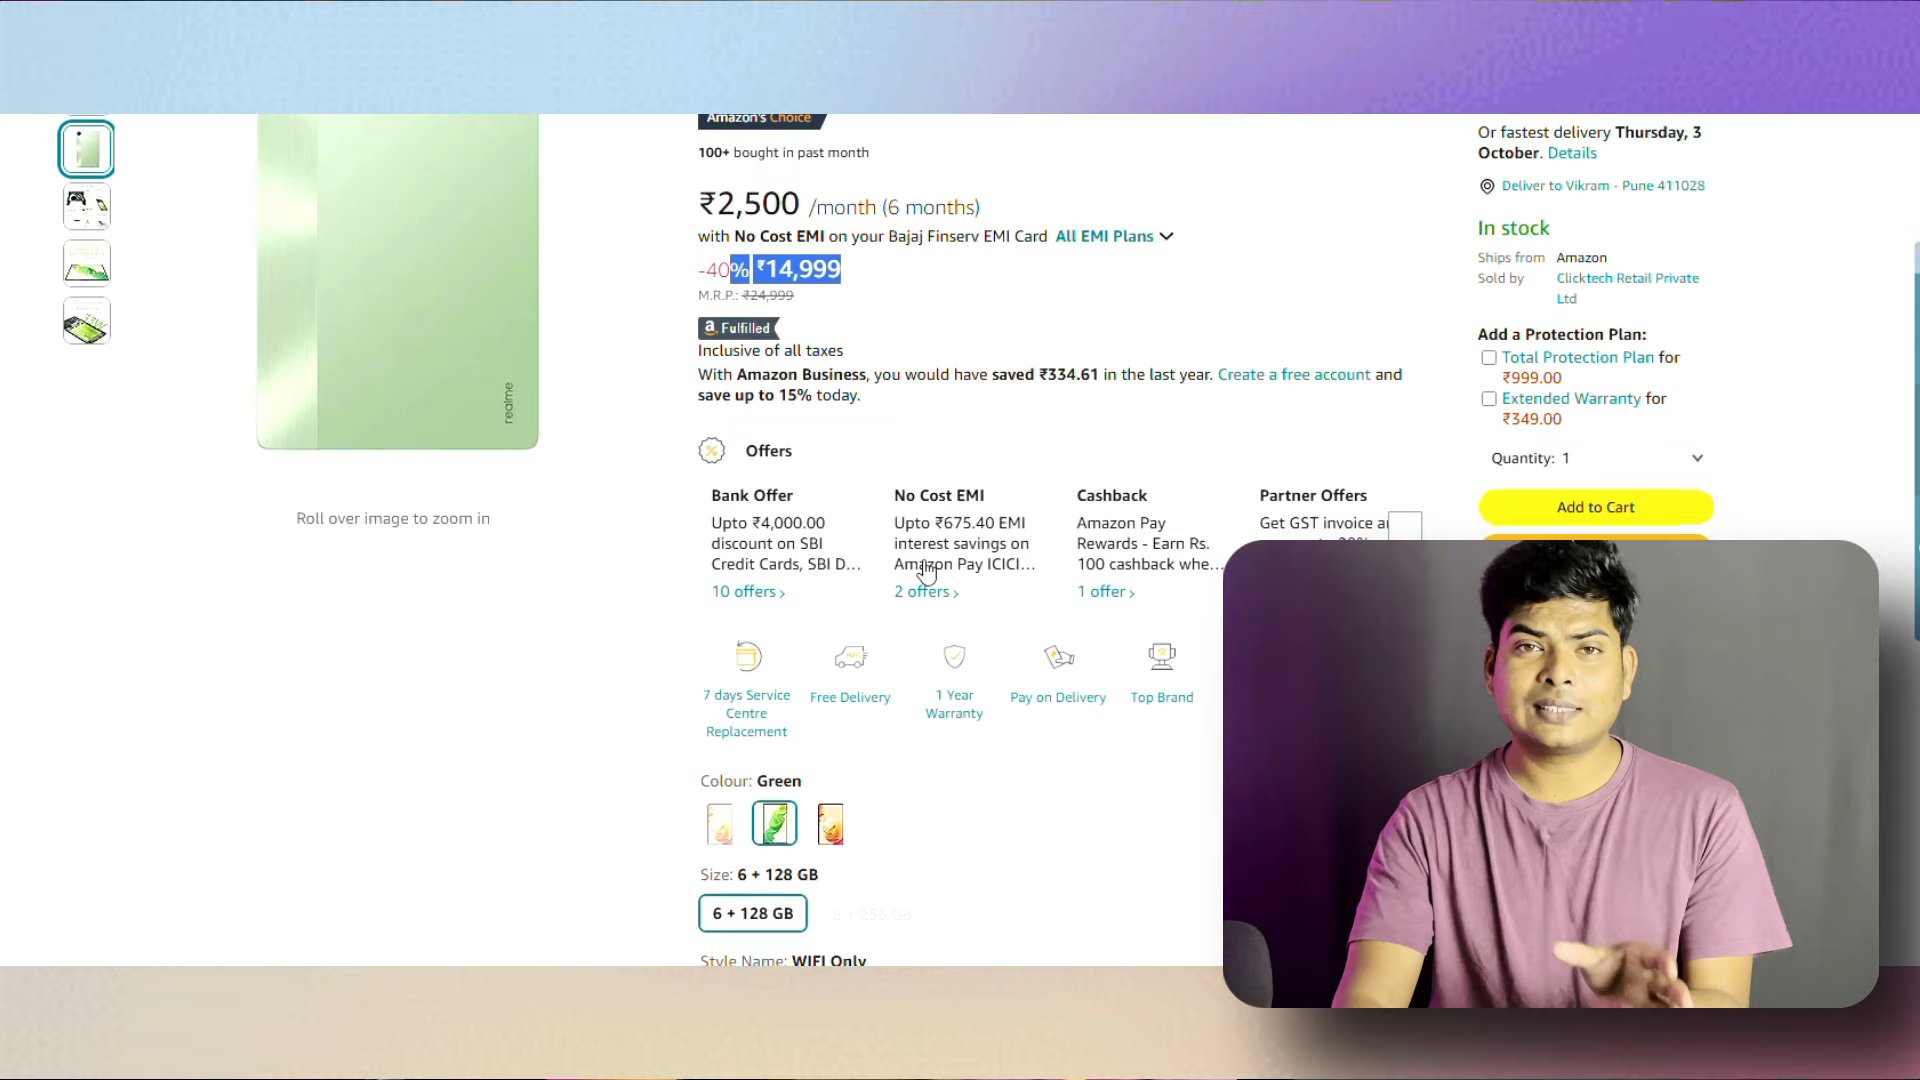 Amazon's Choice
100+ bought in past month
₹2,500 /month (6 months)
with No Cost EMI on your Bajaj Finserv EMI Card All EMI Plans
-40% ₹14,999
M.R.P.: ₹24,999
a Fulfilled
Inclusive of all taxes
With Amazon Business, you would have saved ₹334.61 in the last year. Create a free account and
save up to 15% today.
realme
Roll over image to zoom in
Offers
Bank Offer
Upto ₹4,000.00
discount on SBI
Credit Cards, SBI D...
10 offers ›
No Cost EMI
Upto ₹675.40 EMI
interest savings on
Amazon Pay ICICI...
2 offers ›
Cashback
Amazon Pay
Rewards - Earn Rs.
100 cashback whe...
1 offer ›
Partner Offers
Get GST invoice
7 days Service
Centre
Replacement
Free Delivery
1 Year
Warranty
Pay on Delivery
Top Brand
Colour: Green
Size: 6 + 128 GB
6 + 128 GB
8 + 256 GB
Style Name: WIFI Only
Or fastest delivery Thursday, 3
October. Details
Deliver to Vikram - Pune 411028
In stock
Ships from Amazon
Sold by Clicktech Retail Private
Ltd
Add a Protection Plan:
Total Protection Plan for
₹999.00
Extended Warranty for
₹349.00
Quantity: 1
Add to Cart